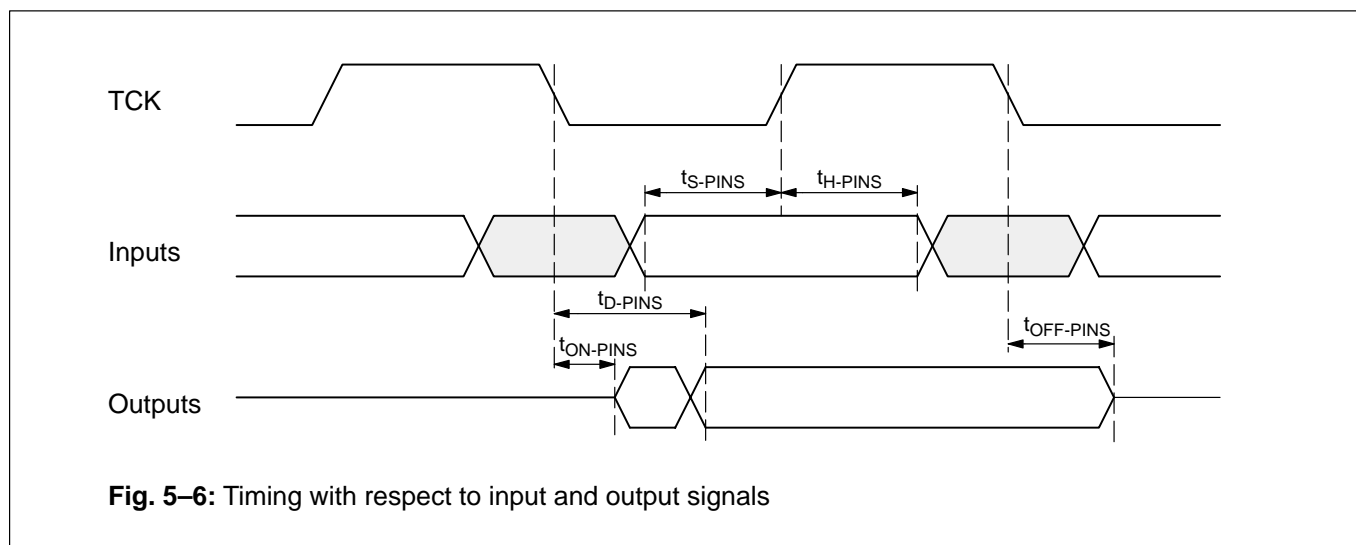 TCK
tS-PINS
tH-PINS
Inputs
tD-PINS
tOFF-PINS
tON-PINS
Outputs
Fig. 5–6: Timing with respect to input and output signals